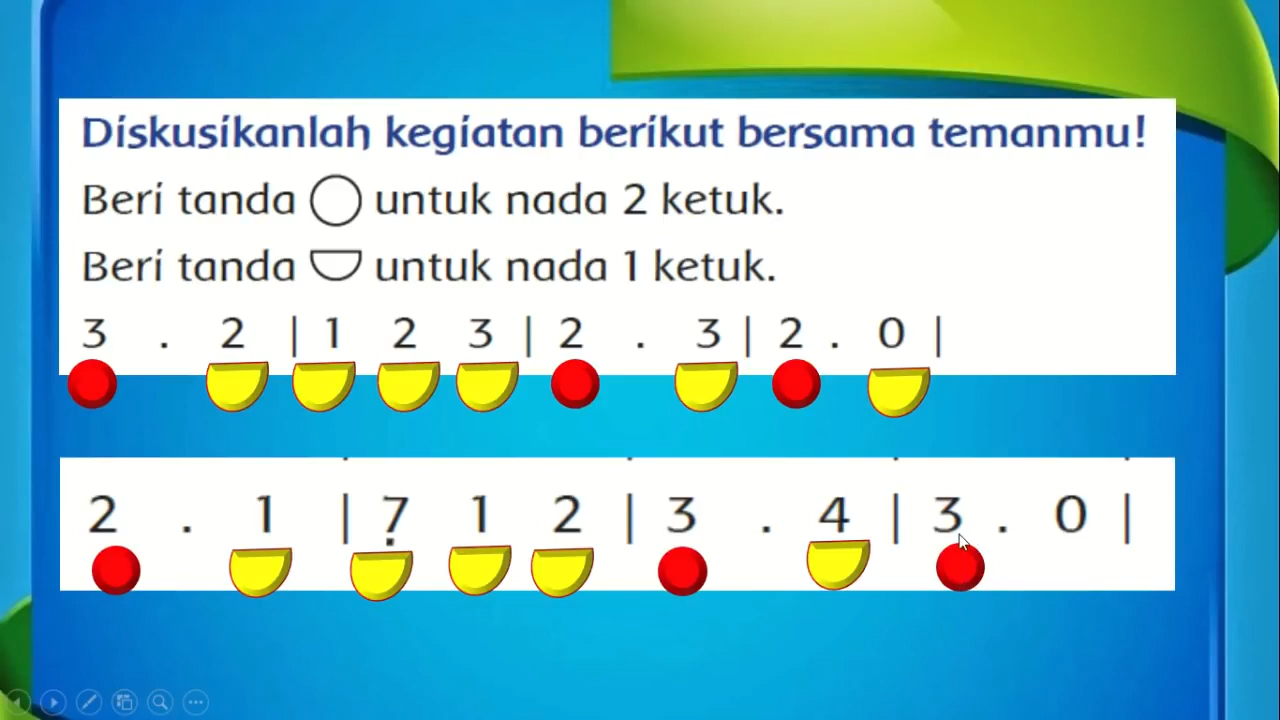 Diskusikanlah kegiatan berikut bersama temanmu!
Beri tanda untuk nada 2 ketuk.
Beri tanda untuk nada 1 ketuk.
3 . 2 | 1 2 3 | 2 . 3 | 2 . 0 |
2 . 1 | 7̣ 1 2 | 3 . 4 | 3 . 0 |